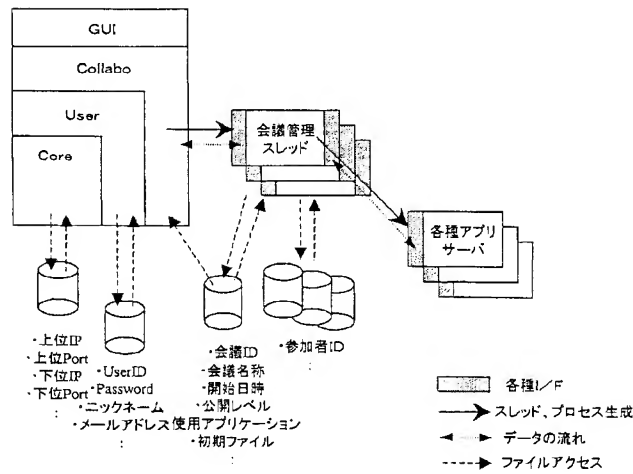 GUI
Collabo
User
Core
会議管理
スレッド
各種アプリ
サーバ
・上位IP
・上位Port
・下位IP
・下位Port
:
・UserID
・Password
・ニックネーム
・メールアドレス
:
・会議ID
・会議名称
・開始日時
・公開レベル
使用アプリケーション
・初期ファイル
:
・参加者ID
:
各種I/F
スレッド、プロセス生成
データの流れ
ファイルアクセス